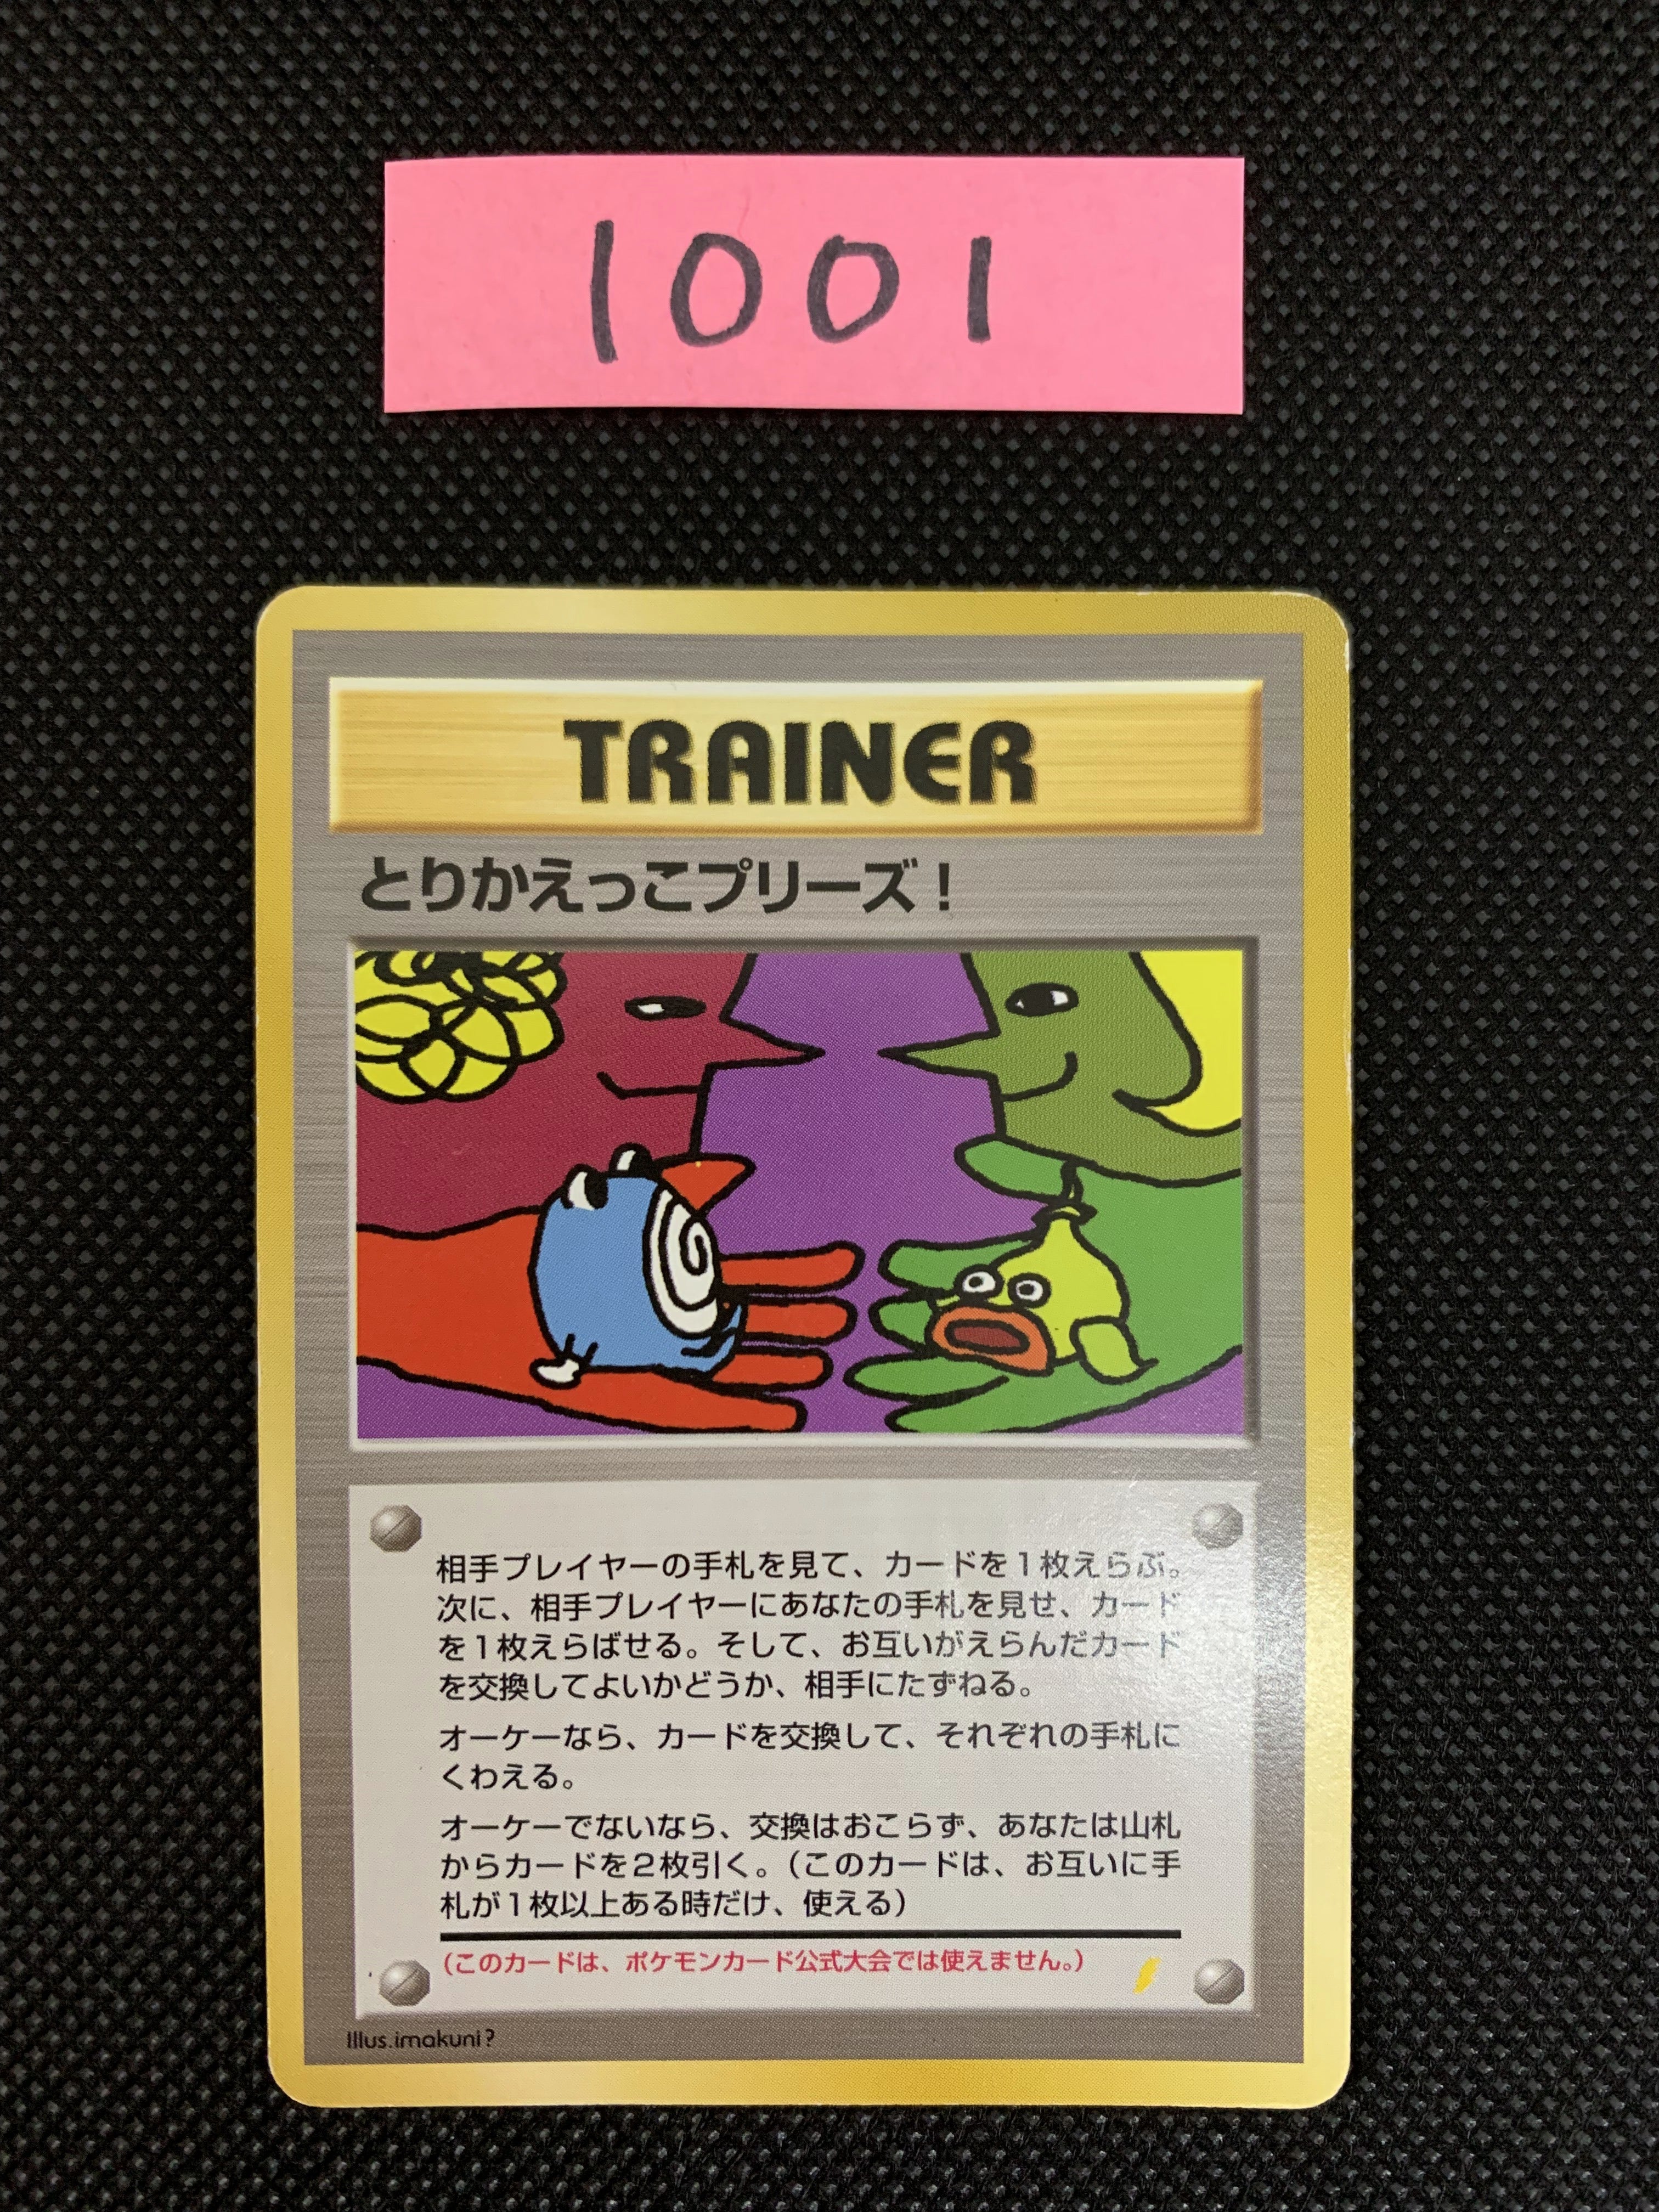 1001
TRAINER
とりかえっこプリーズ！
相手プレイヤーの手札を見て、カードを１枚えらぶ。
次に、相手プレイヤーにあなたの手札を見せ、カード
を１枚えらばせる。そして、お互いがえらんだカード
を交換してよいかどうか、相手にたずねる。
オーケーなら、カードを交換して、それぞれの手札に
くわえる。
オーケーでないなら、交換はおこらず、あなたは山札
からカードを２枚引く。（このカードは、お互いに手
札が１枚以上ある時だけ、使える）
（このカードは、ポケモンカード公式大会では使えません。）
Illus.imakuni?